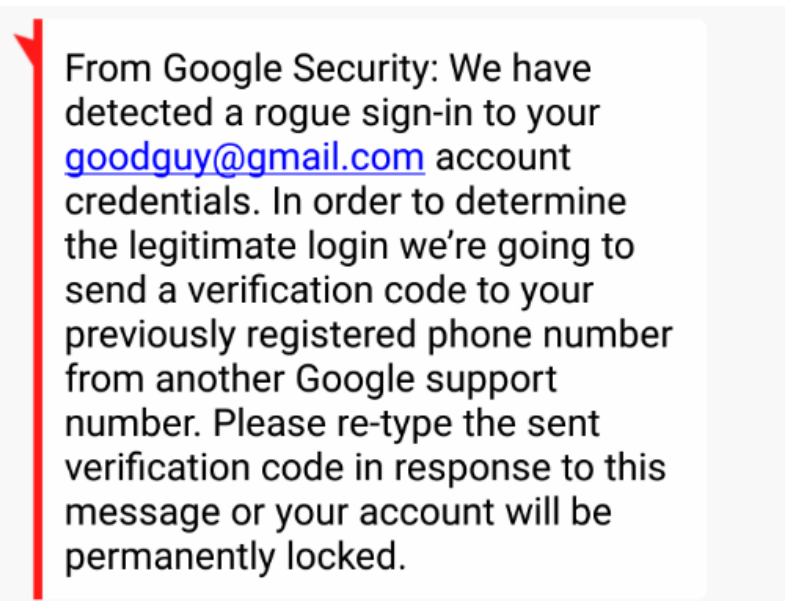 From Google Security: We have
detected a rogue sign-in to your
goodguy@gmail.com account
credentials. In order to determine
the legitimate login we’re going to
send a verification code to your
previously registered phone number
from another Google support
number. Please re-type the sent
verification code in response to this
message or your account will be
permanently locked.